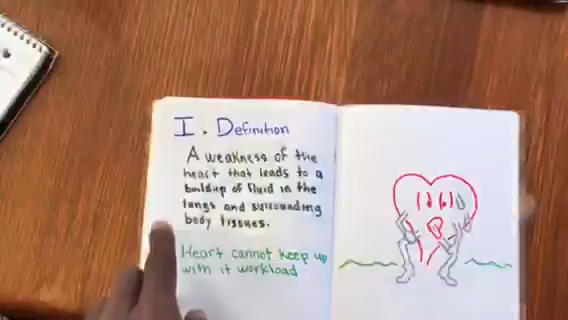 I. Definition
A weakness of the
heart that leads to a
buildup of fluid in the
lungs and surrounding
body tissues.
Heart cannot keep up
with it workload